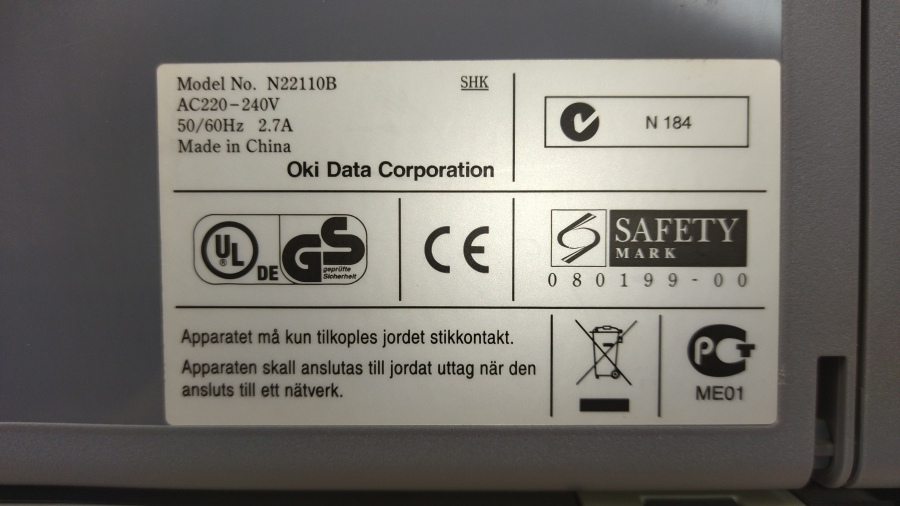 Model No. N22110B
SHK
AC220-240V
50/60Hz 2.7A
Made in China
Oki Data Corporation
N 184
UL
®
DE
GS
geprüfte
Sicherheit
CE
SAFETY
MARK
080199-00
Apparatet må kun tilkoples jordet stikkontakt.
Apparaten skall anslutas till jordat uttag när den
ansluts till ett nätverk.
PCT
ME01